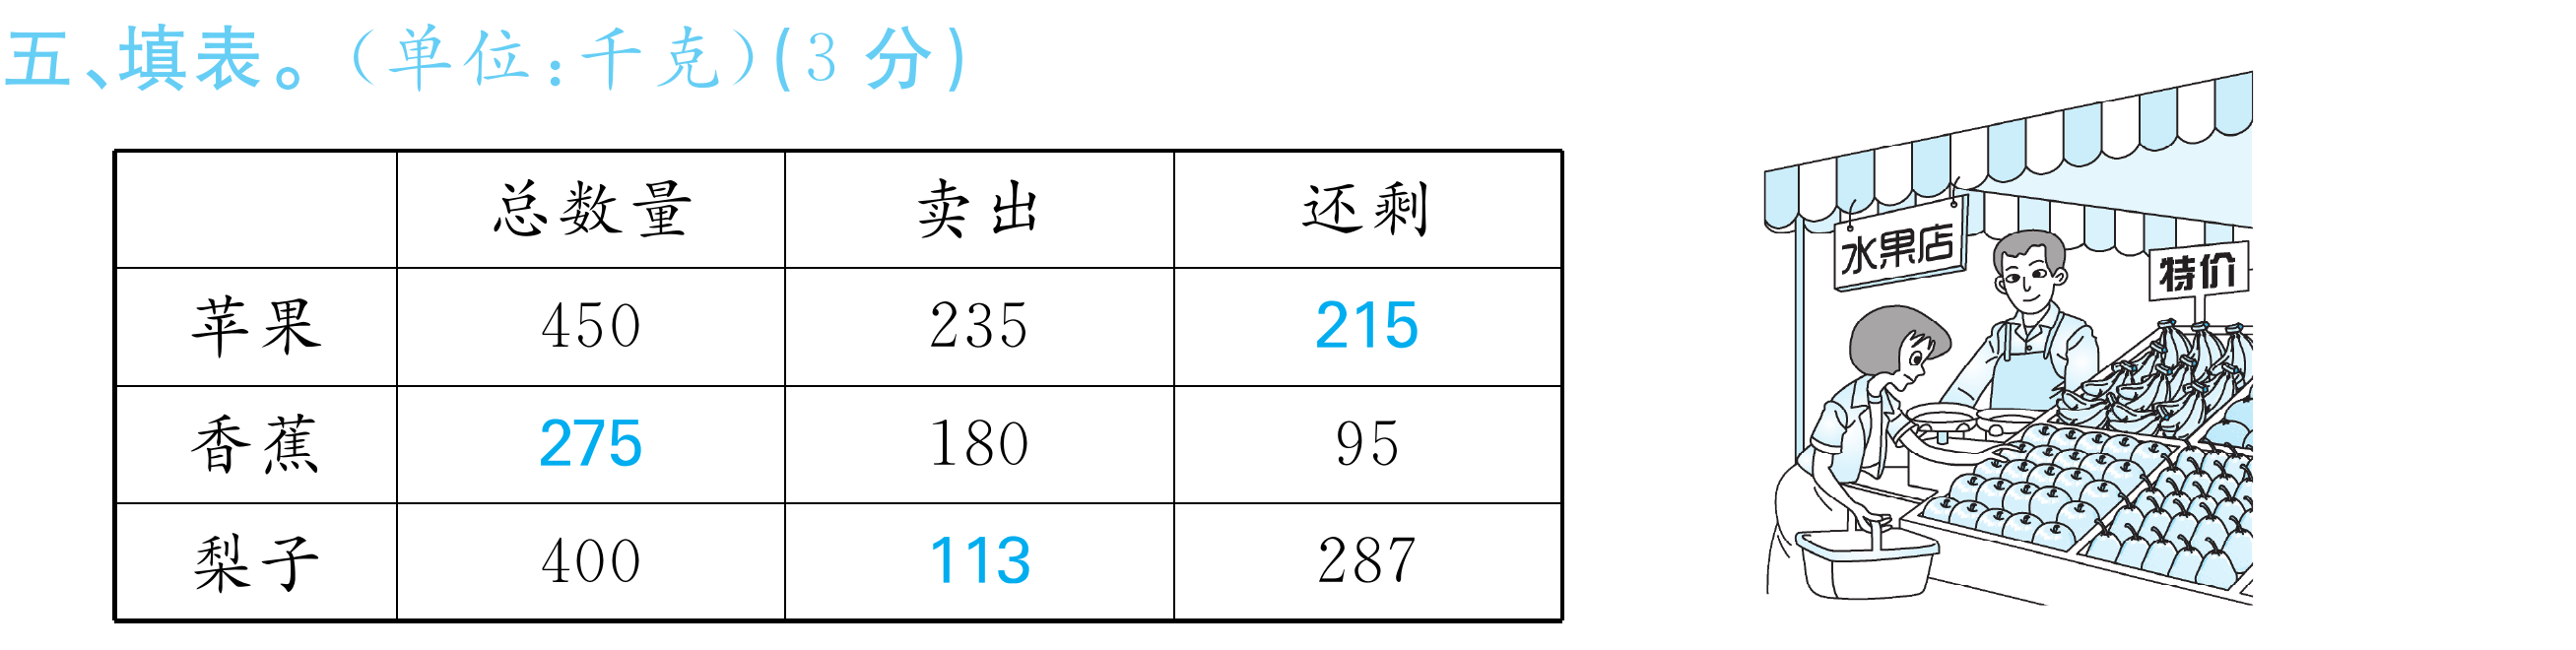 五、填表。(单位:千克)(3 分)
总数量 卖出 还剩
苹果 450 235 215
香蕉 275 180 95
梨子 400 113 287
水果店
特价